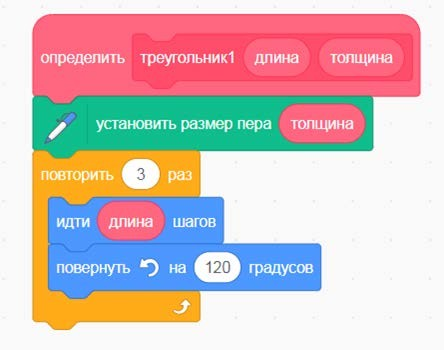 определить треугольник1 длина толщина
установить размер пера толщина
повторить 3 раз
идти длина шагов
повернуть на 120 градусов